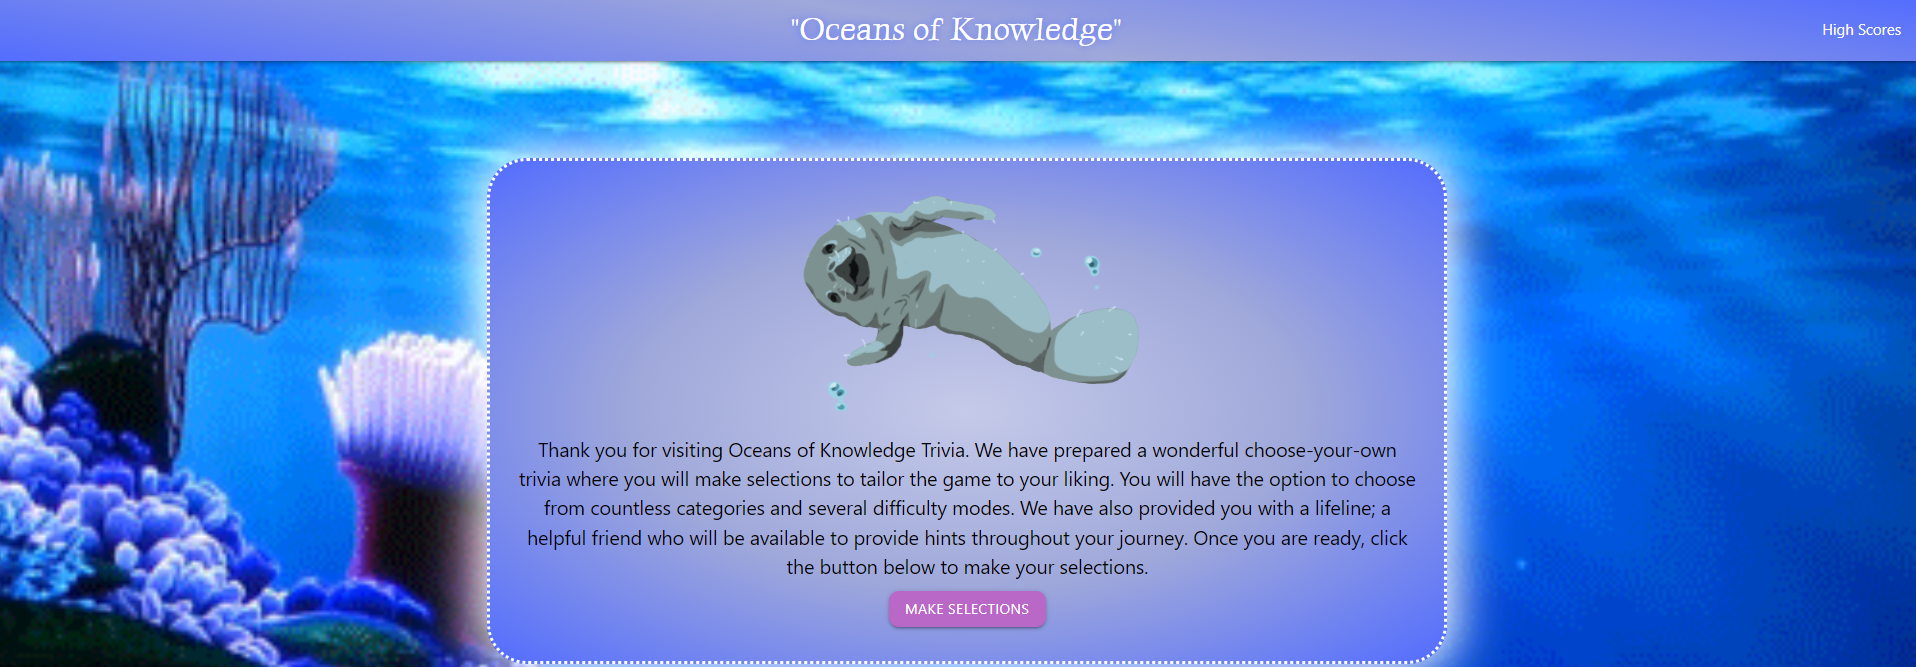 "Oceans of Knowledge"
High Scores
Thank you for visiting Oceans of Knowledge Trivia. We have prepared a wonderful choose-your-own
trivia where you will make selections to tailor the game to your liking. You will have the option to choose
from countless categories and several difficulty modes. We have also provided you with a lifeline; a
helpful friend who will be available to provide hints throughout your journey. Once you are ready, click
the button below to make your selections.
MAKE SELECTIONS